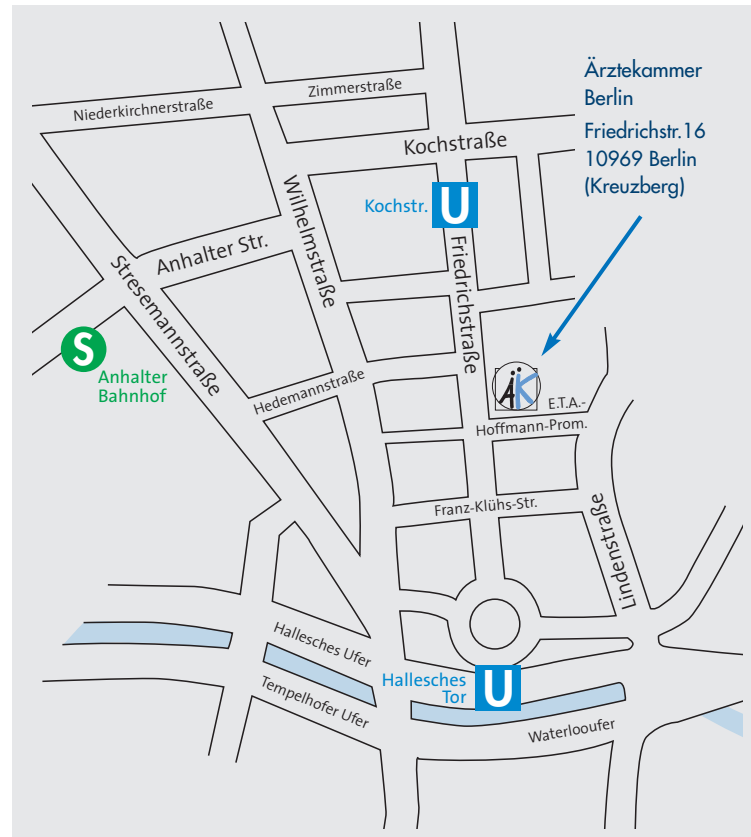 Niederkirchnerstraße
Zimmerstraße
Kochstraße
Ärztekammer
Berlin
Friedrichstr.16
10969 Berlin
(Kreuzberg)
Kochstr.
U
Wilhelmstraße
Friedrichstraße
Anhalter Str.
Stresemannstraße
S
Anhalter
Bahnhof
Hedemannstraße
ÄK
E.T.A.-
Hoffmann-Prom.
Franz-Klühs-Str.
Lindenstraße
Hallesches Ufer
Tempelhofer Ufer
Hallesches
Tor
U
Waterlooufer